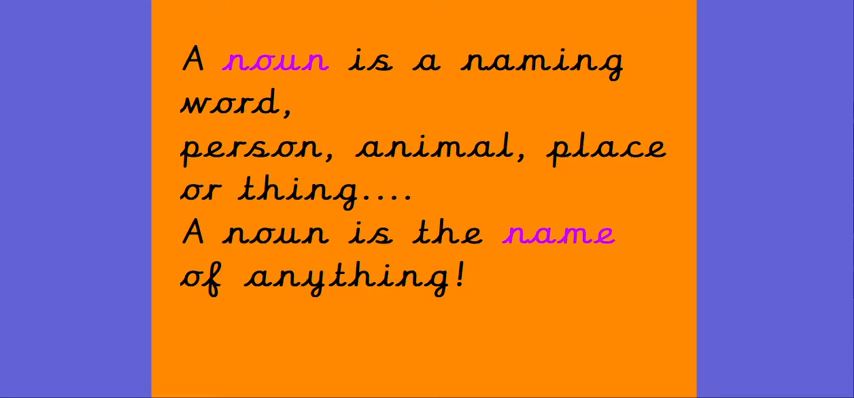 A noun is a naming
word,
person, animal, place
or thing....
A noun is the name
of anything!